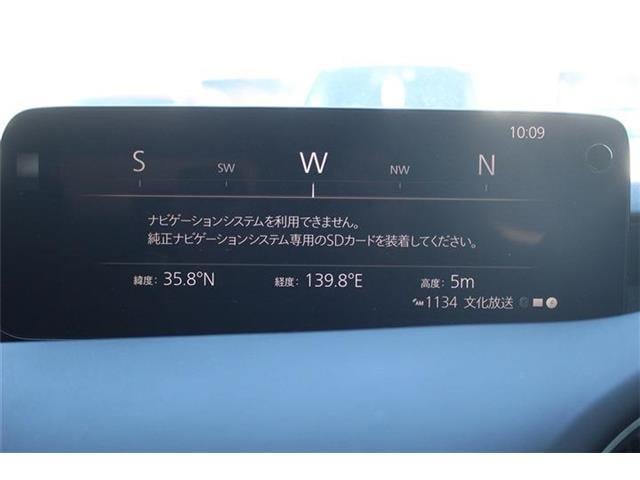 10:09
S SW W NW N
ナビゲーションシステムを利用できません。
純正ナビゲーションシステム専用のSDカードを装着してください。
緯度: 35.8°N 経度: 139.8°E 高度: 5m
AM 1134 文化放送